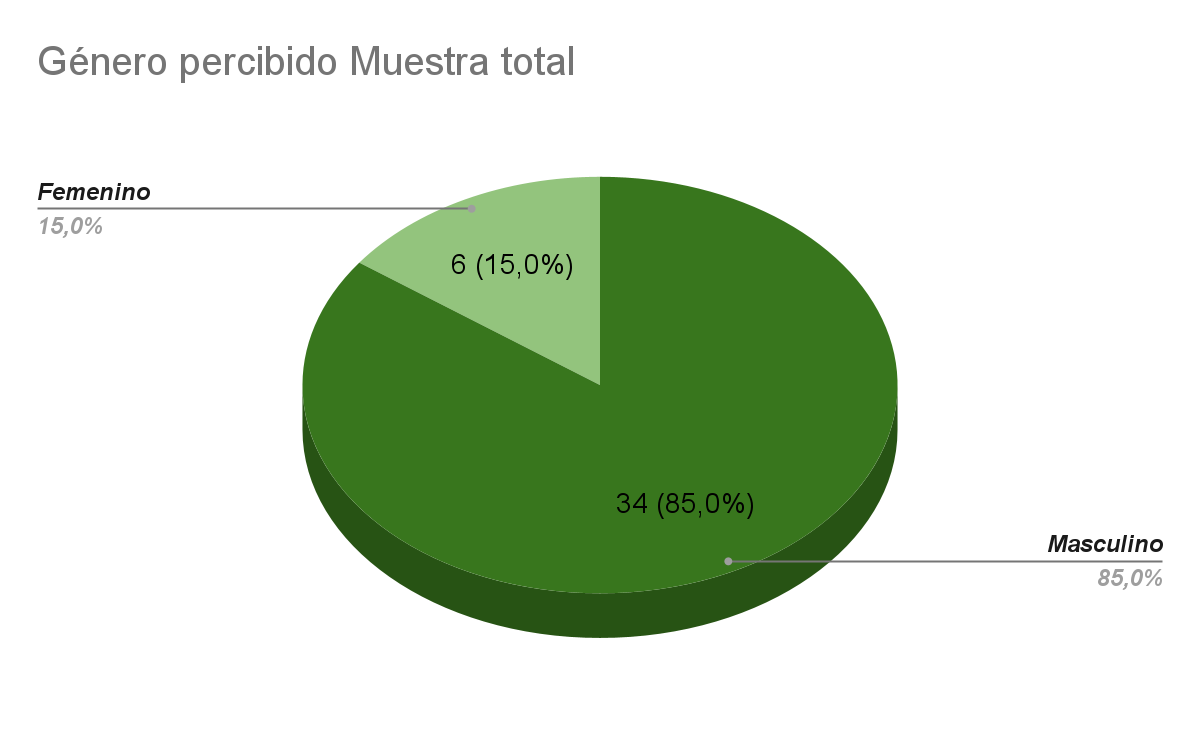 Género percibido Muestra total
Femenino
15,0%
6 (15,0%)
34 (85,0%)
Masculino
85,0%